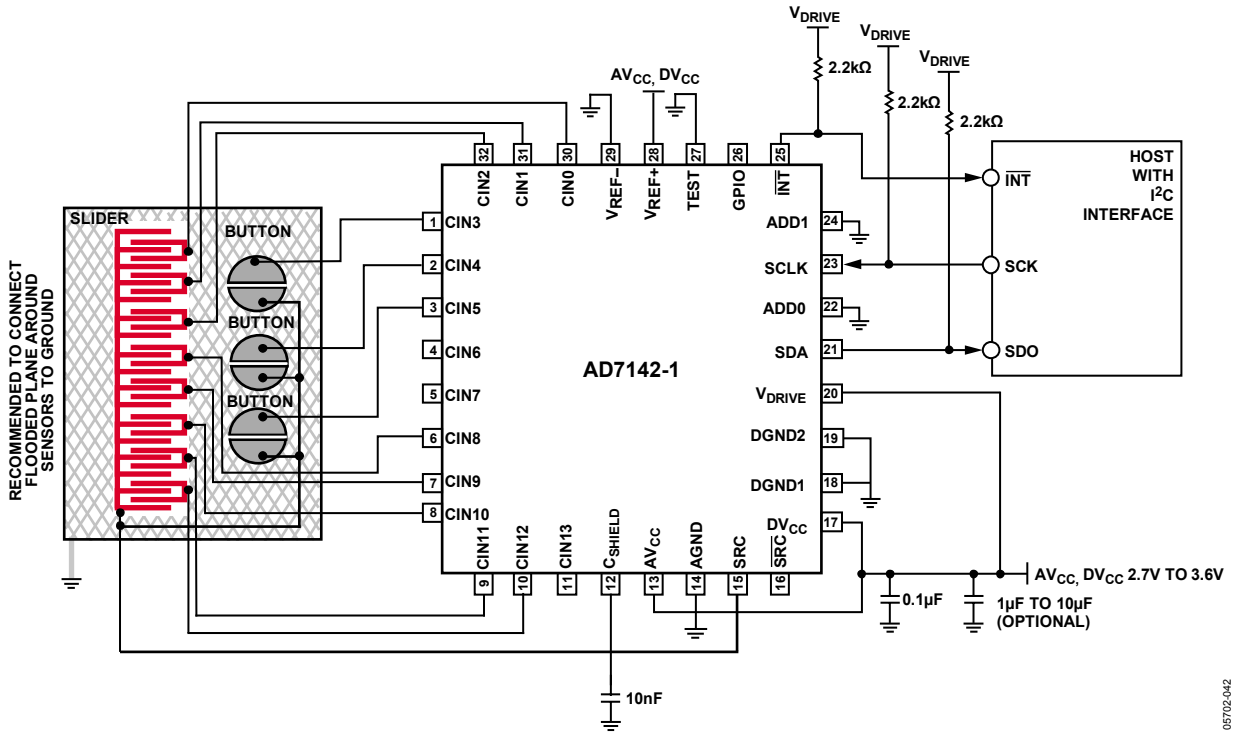 VDRIVE
2.2kΩ
VDRIVE
2.2kΩ
VDRIVE
2.2kΩ
AVCC, DVCC
32
31
30
29
28
27
26
25
CIN2
CIN1
CIN0
VREF–
VREF+
TEST
GPIO
INT
HOST
WITH
I2C
INTERFACE
INT
SCK
SDO
RECOMMENDED TO CONNECT
FLOODED PLANE AROUND
SENSORS TO GROUND
SLIDER
BUTTON
BUTTON
BUTTON
1 CIN3
2 CIN4
3 CIN5
4 CIN6
5 CIN7
6 CIN8
7 CIN9
8 CIN10
AD7142-1
ADD1 24
SCLK 23
ADD0 22
SDA 21
VDRIVE 20
DGND2 19
DGND1 18
DVCC 17
CIN11
CIN12
CIN13
CSHIELD
AVCC
AGND
SRC
SRC
9
10
11
12
13
14
15
16
AVCC, DVCC 2.7V TO 3.6V
0.1µF
1µF TO 10µF
(OPTIONAL)
10nF
05702-042